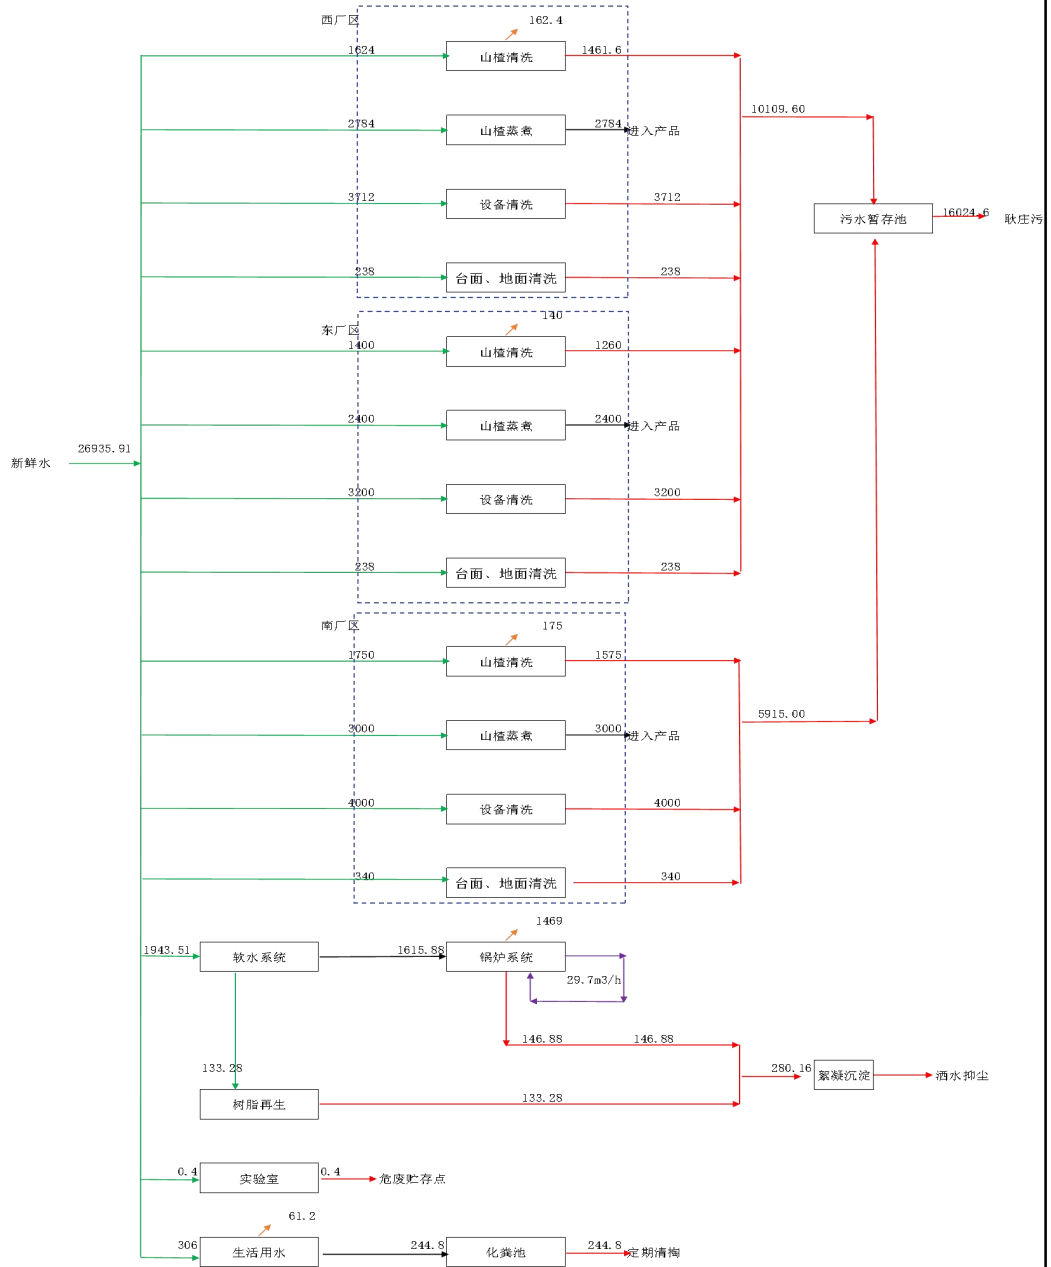 西厂区
162.4
1624
山楂清洗
1461.6
10109.60
2784
山楂蒸煮
2784
进入产品
3712
设备清洗
3712
污水暂存池
16024.6
耿庄污
238
台面、地面清洗
238
东厂区
140
1400
山楂清洗
1260
2400
山楂蒸煮
2400
进入产品
新鲜水
26935.91
3200
设备清洗
3200
238
台面、地面清洗
238
南厂区
175
1750
山楂清洗
1575
5915.00
3000
山楂蒸煮
3000
进入产品
4000
设备清洗
4000
340
台面、地面清洗
340
1469
1943.51
软水系统
1615.88
锅炉系统
29.7m3/h
146.88
146.88
133.28
280.16
絮凝沉淀
洒水抑尘
树脂再生
133.28
0.4
实验室
0.4
危废贮存点
61.2
306
生活用水
244.8
化粪池
244.8
定期清掏